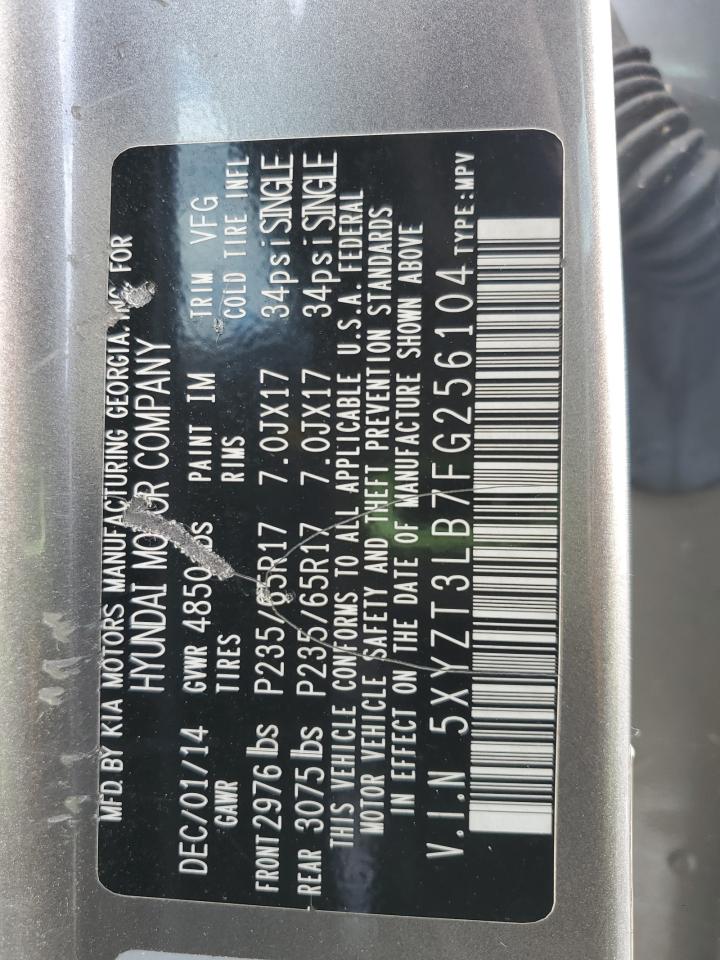 MFD. BY KIA MOTORS MANUFACTURING GEORGIA, INC. FOR
HYUNDAI MOTOR COMPANY
DEC/01/14 GVWR 4850 lbs PAINT IM TRIM VFG
GAWR TIRES RIMS COLD TIRE INFL
FRONT 2976 lbs P235/65R17 7.0JX17 34psi SINGLE
REAR 3075 lbs P235/65R17 7.0JX17 34psi SINGLE
THIS VEHICLE CONFORMS TO ALL APPLICABLE U.S.A. FEDERAL
MOTOR VEHICLE SAFETY AND THEFT PREVENTION STANDARDS
IN EFFECT ON THE DATE OF MANUFACTURE SHOWN ABOVE
V.I.N 5XYZT3LB7FG256104 TYPE:MPV